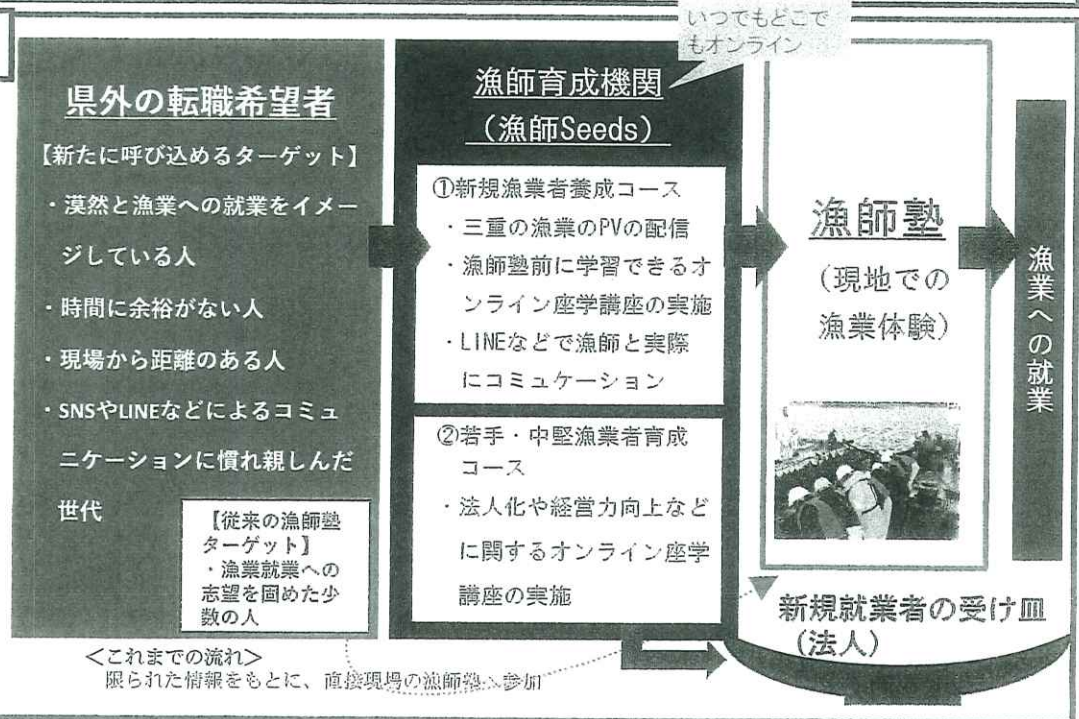 いつでもどこで
もオンライン
県外の転職希望者
【新たに呼び込めるターゲット】
・漠然と漁業への就業をイメー
ジしている人
・時間に余裕がない人
・現場から距離のある人
・SNSやLINEなどによるコミュ
ニケーションに慣れ親しんだ
世代
【従来の漁師塾
ターゲット】
・漁業就業への
志望を固めた少
数の人
漁師育成機関
(漁師Seeds)
①新規漁業者養成コース
・三重の漁業のPVの配信
・漁師塾前に学習できるオ
ンライン座学講座の実施
・LINEなどで漁師と実際
にコミュケーション
②若手・中堅漁業者育成
コース
・法人化や経営力向上など
に関するオンライン座学
講座の実施
漁師塾
(現地での
漁業体験)
漁業への就業
新規就業者の受け皿
(法人)
<これまでの流れ>
限られた情報をもとに、直接現場の漁師塾へ参加